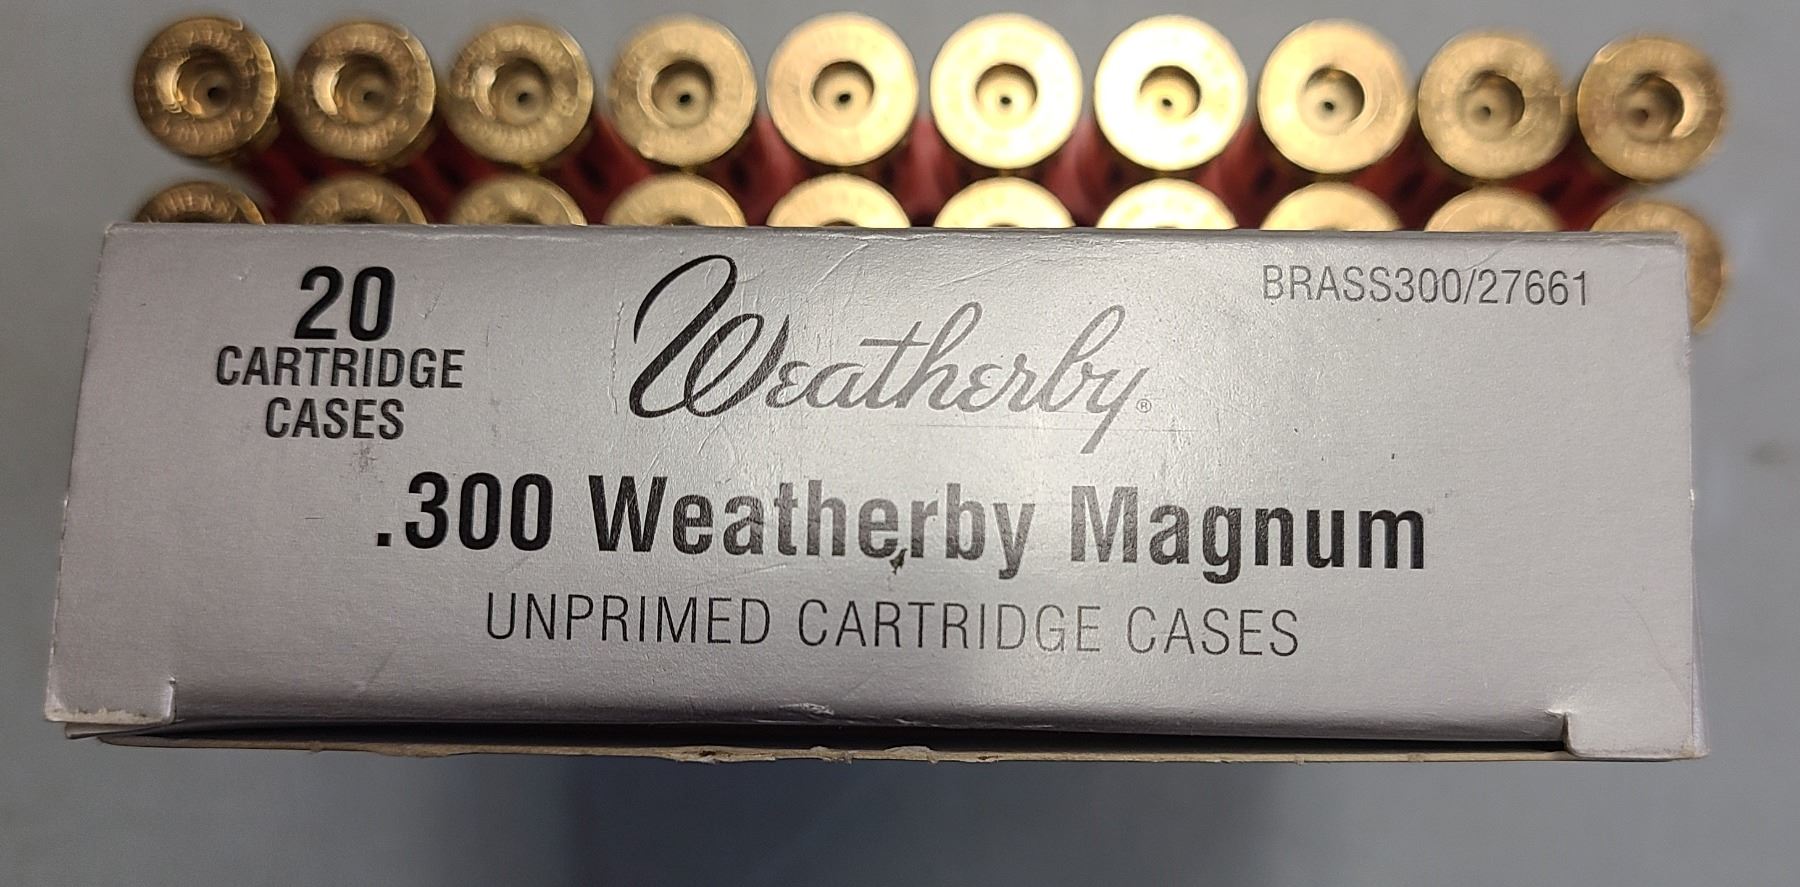 20
CARTRIDGE
CASES
Weatherby®
BRASS300/27661
.300 Weatherby Magnum
UNPRIMED CARTRIDGE CASES